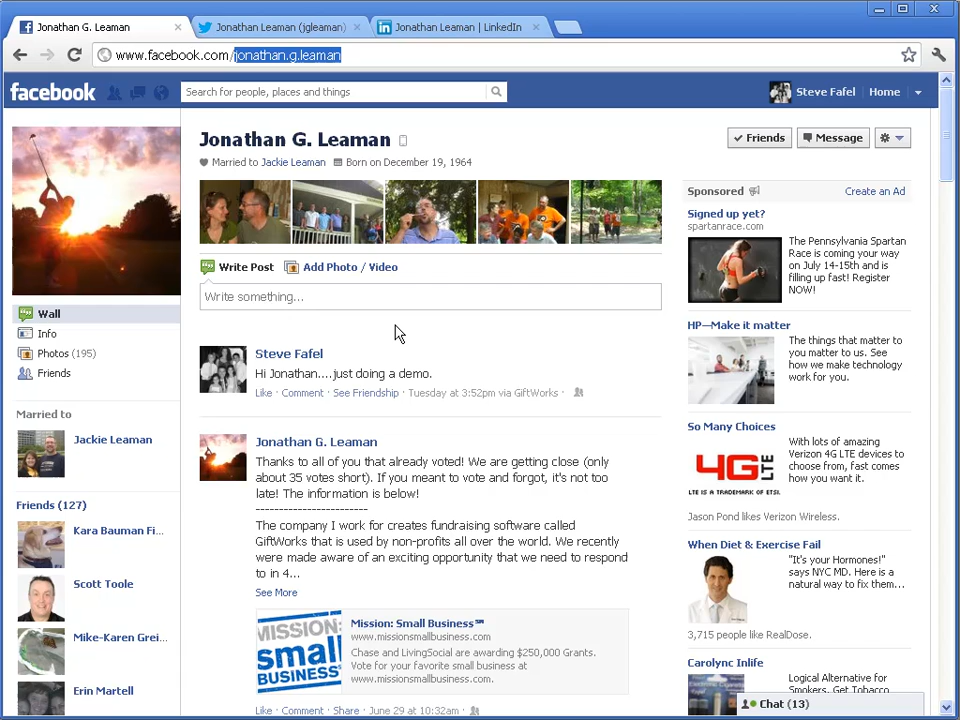 Jonathan G. Leaman
Jonathan Leaman (jgleaman)
Jonathan Leaman | LinkedIn
www.facebook.com/jonathan.g.leaman
facebook
Search for people, places and things
Steve Fafel
Home
Jonathan G. Leaman
Friends
Message
Married to Jackie Leaman
Born on December 19, 1964
Write Post
Add Photo / Video
Write something...
Wall
Info
Photos (195)
Friends
Married to
Jackie Leaman
Friends (127)
Kara Bauman Fi...
Scott Toole
Mike-Karen Grei...
Erin Martell
Steve Fafel
Hi Jonathan....just doing a demo.
Like · Comment · See Friendship · Tuesday at 3:52pm via GiftWorks ·
Jonathan G. Leaman
Thanks to all of you that already voted! We are getting close (only
about 35 votes short). If you meant to vote and forgot, it's not too
late! The information is below!
-----------------------
The company I work for creates fundraising software called
GiftWorks that is used by non-profits all over the world. We recently
were made aware of an exciting opportunity that we need to respond
to in 4...
See More
MISSION:
small
BUSINESS
Mission: Small Business℠
www.missionsmallbusiness.com
Chase and LivingSocial are awarding $250,000 Grants.
Vote for your favorite small business at
www.missionsmallbusiness.com.
Like · Comment · Share · June 29 at 10:32am ·
Sponsored
Create an Ad
Signed up yet?
spartanrace.com
The Pennsylvania Spartan
Race is coming your way
on July 14-15th and is
filling up fast! Register
NOW!
HP—Make it matter
The things that matter to
you matter to us. See
how we make technology
work for you.
So Many Choices
4G LTE
LTE IS A TRADEMARK OF ETSI.
With lots of amazing
Verizon 4G LTE devices to
choose from, fast comes
how you want it.
Jason Pond likes Verizon Wireless.
When Diet & Exercise Fail
"It's your Hormones!"
says NYC MD. Here is a
natural way to fix them...
3,715 people like RealDose.
Carolync Inlife
Logical Alternative for
Smokers. Get Tobacco
Chat (13)